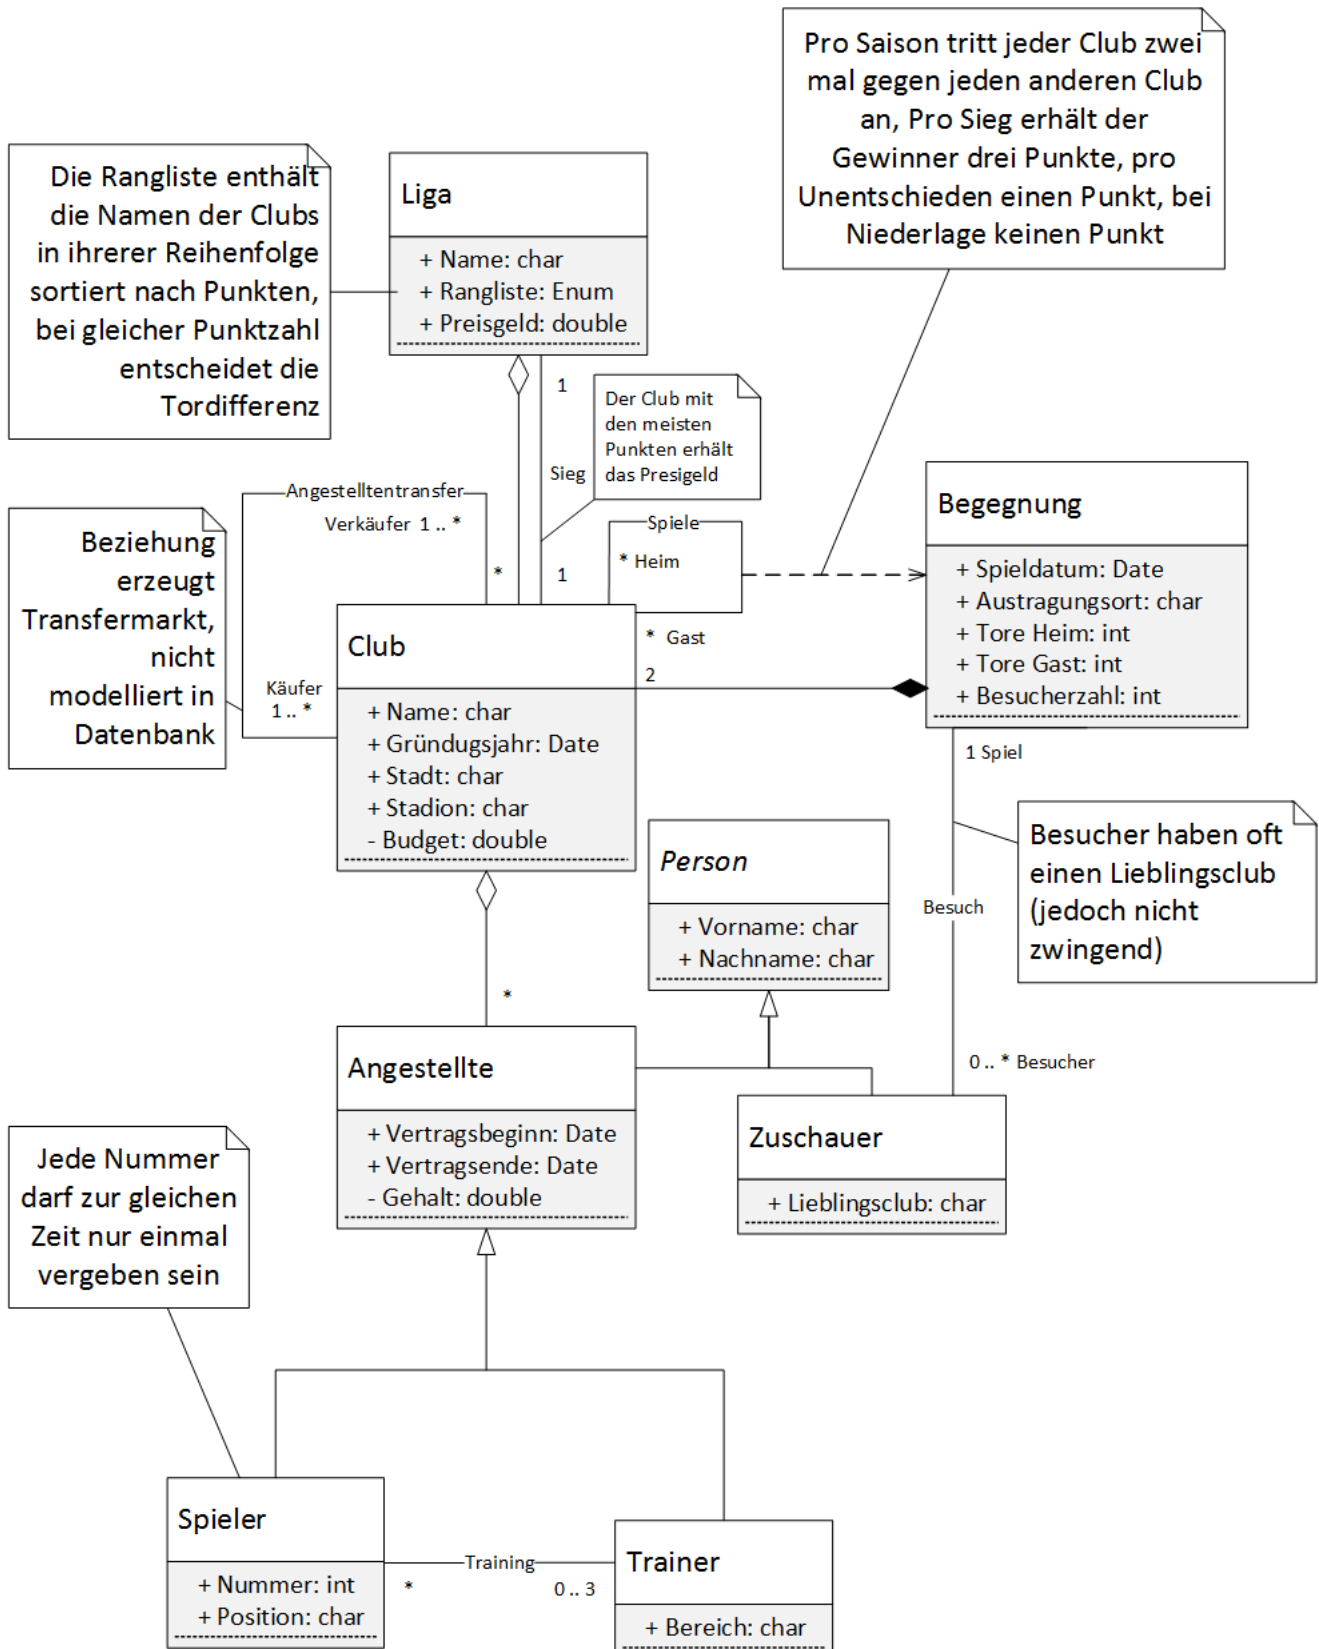 Pro Saison tritt jeder Club zwei
mal gegen jeden anderen Club
an, Pro Sieg erhält der
Gewinner drei Punkte, pro
Unentschieden einen Punkt, bei
Niederlage keinen Punkt
Die Rangliste enthält
die Namen der Clubs
in ihrerer Reihenfolge
sortiert nach Punkten,
bei gleicher Punktzahl
entscheidet die
Tordifferenz
Liga
+ Name: char
+ Rangliste: Enum
+ Preisgeld: double
1
Sieg
1
*
Der Club mit
den meisten
Punkten erhält
das Presigeld
Angestelltentransfer
Verkäufer 1 .. *
Käufer
1 .. *
Beziehung
erzeugt
Transfermarkt,
nicht
modelliert in
Datenbank
Spiele
* Heim
* Gast
2
Begegnung
+ Spieldatum: Date
+ Austragungsort: char
+ Tore Heim: int
+ Tore Gast: int
+ Besucherzahl: int
Club
+ Name: char
+ Gründugsjahr: Date
+ Stadt: char
+ Stadion: char
- Budget: double
1 Spiel
Besuch
0 .. * Besucher
Besucher haben oft
einen Lieblingsclub
(jedoch nicht
zwingend)
Person
+ Vorname: char
+ Nachname: char
*
Angestellte
+ Vertragsbeginn: Date
+ Vertragsende: Date
- Gehalt: double
Zuschauer
+ Lieblingsclub: char
Jede Nummer
darf zur gleichen
Zeit nur einmal
vergeben sein
Spieler
+ Nummer: int
+ Position: char
Training
*
0 .. 3
Trainer
+ Bereich: char